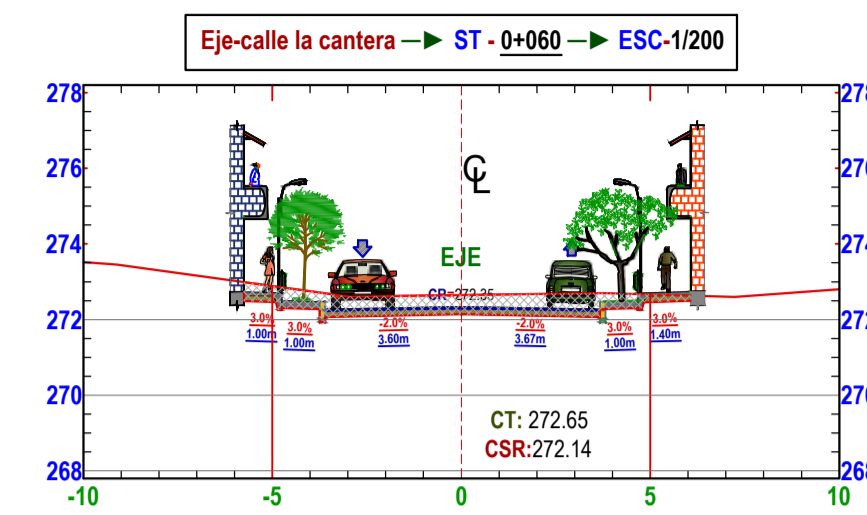 Eje-calle la cantera ST - 0+060 ESC-1/200
278 278
276 276
274 274
272 272
270 270
268 268
℄
EJE
CR=272.35
3.0% 3.0% -2.0% -2.0% 3.0% 3.0%
1.00m 1.00m 3.60m 3.67m 1.00m 1.40m
CT: 272.65
CSR:272.14
-10 -5 0 5 10